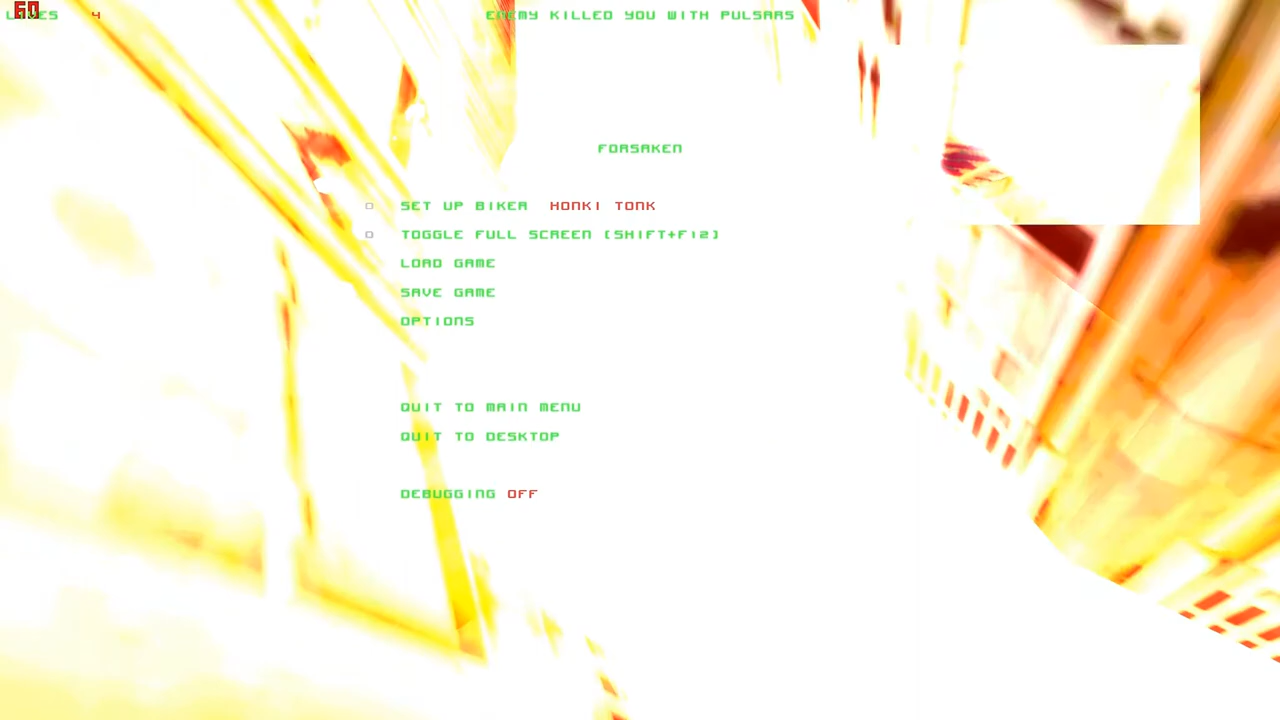 60
LIVES 4
ENEMY KILLED YOU WITH PULSARS
FORSAKEN
SET UP BIKER HONKI TONK
TOGGLE FULL SCREEN (SHIFT+F12)
LOAD GAME
SAVE GAME
OPTIONS
QUIT TO MAIN MENU
QUIT TO DESKTOP
DEBUGGING OFF